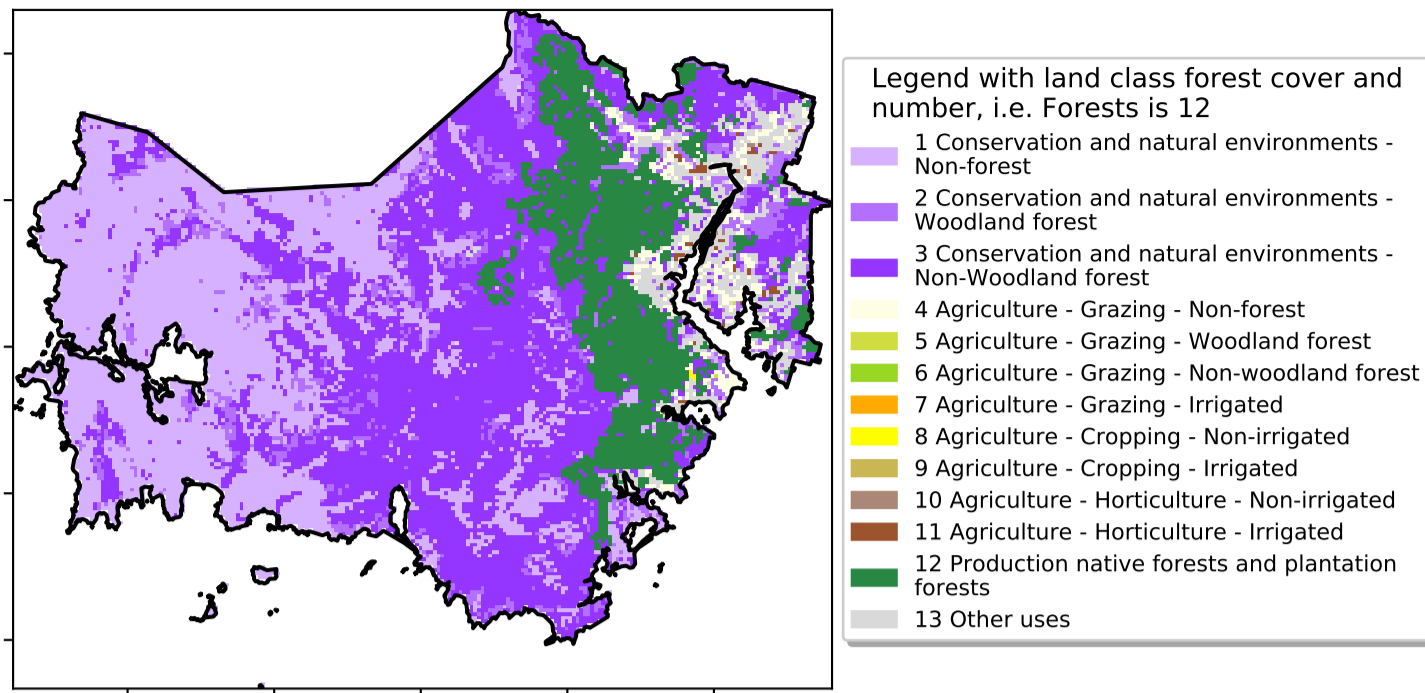 Legend with land class forest cover and
number, i.e. Forests is 12
1 Conservation and natural environments -
Non-forest
2 Conservation and natural environments -
Woodland forest
3 Conservation and natural environments -
Non-Woodland forest
4 Agriculture - Grazing - Non-forest
5 Agriculture - Grazing - Woodland forest
6 Agriculture - Grazing - Non-woodland forest
7 Agriculture - Grazing - Irrigated
8 Agriculture - Cropping - Non-irrigated
9 Agriculture - Cropping - Irrigated
10 Agriculture - Horticulture - Non-irrigated
11 Agriculture - Horticulture - Irrigated
12 Production native forests and plantation
forests
13 Other uses